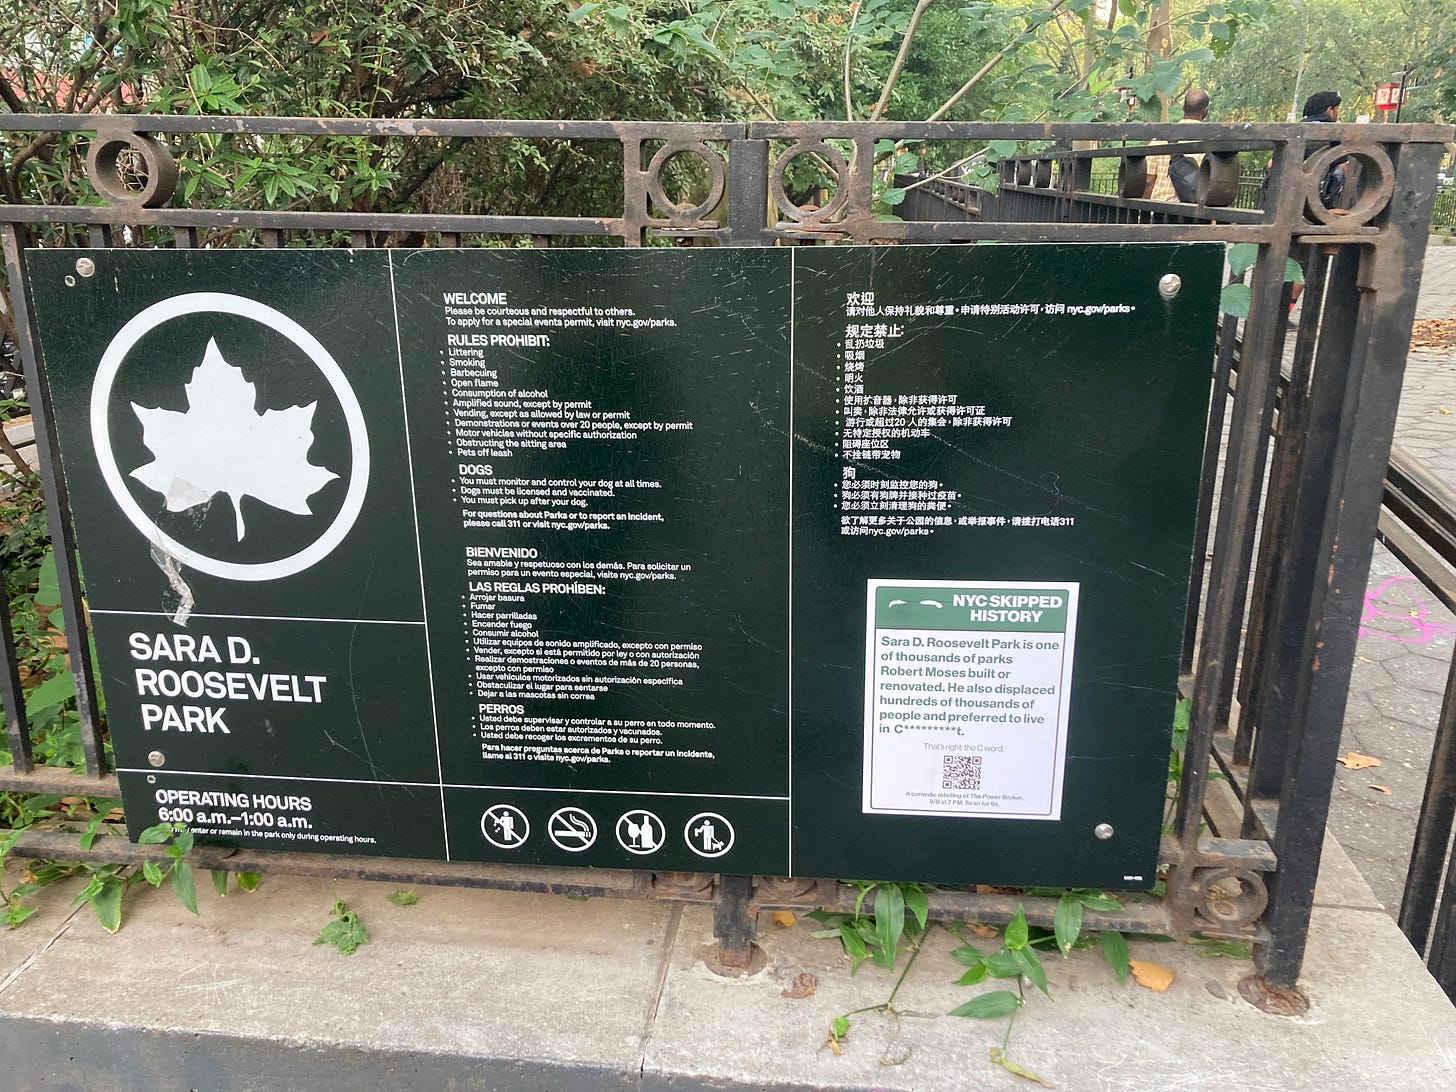 SARA D.
ROOSEVELT
PARK
OPERATING HOURS
6:00 a.m.–1:00 a.m.
enter or remain in the park only during operating hours.
WELCOME
Please be courteous and respectful to others.
To apply for a special events permit, visit nyc.gov/parks.
RULES PROHIBIT:
• Littering
• Smoking
• Barbecuing
• Open flame
• Consumption of alcohol
• Amplified sound, except by permit
• Vending, except as allowed by law or permit
• Demonstrations or events over 20 people, except by permit
• Motor vehicles without specific authorization
• Obstructing the sitting area
• Pets off leash
DOGS
• You must monitor and control your dog at all times.
• Dogs must be licensed and vaccinated.
• You must pick up after your dog.
For questions about Parks or to report an incident,
please call 311 or visit nyc.gov/parks.
BIENVENIDO
Sea amable y respetuoso con los demás. Para solicitar un
permiso para un evento especial, visite nyc.gov/parks.
LAS REGLAS PROHÍBEN:
• Arrojar basura
• Fumar
• Hacer parrilladas
• Encender fuego
• Consumir alcohol
• Utilizar equipos de sonido amplificado, excepto con permiso
• Vender, excepto si está permitido por ley o con autorización
• Realizar demostraciones o eventos de más de 20 personas,
excepto con permiso
• Usar vehículos motorizados sin autorización específica
• Obstaculizar el lugar para sentarse
• Dejar a las mascotas sin correa
PERROS
• Usted debe supervisar y controlar a su perro en todo momento.
• Los perros deben estar autorizados y vacunados.
• Usted debe recoger los excrementos de su perro.
Para hacer preguntas acerca de Parks o reportar un incidente,
llame al 311 o visite nyc.gov/parks.
欢迎
请对他人保持礼貌和尊重。申请特别活动许可，访问 nyc.gov/parks。
规定禁止:
• 乱扔垃圾
• 吸烟
• 烧烤
• 明火
• 饮酒
• 使用扩音器，除非获得许可
• 叫卖，除非法律允许或获得许可证
• 游行或超过20 人的集会，除非获得许可
• 无特定授权的机动车
• 阻碍座位区
• 不拴链带宠物
狗
• 您必须时刻监控您的狗。
• 狗必须有狗牌并接种过疫苗。
• 您必须立刻清理狗的粪便。
欲了解更多关于公园的信息，或举报事件，请拨打电话311
或访问nyc.gov/parks。
NYC SKIPPED
HISTORY
Sara D. Roosevelt Park is one
of thousands of parks
Robert Moses built or
renovated. He also displaced
hundreds of thousands of
people and preferred to live
in C*********t.
That's right: the C word.
A comedic retelling of The Power Broker.
9/9 at 7 PM. Scan for tix.